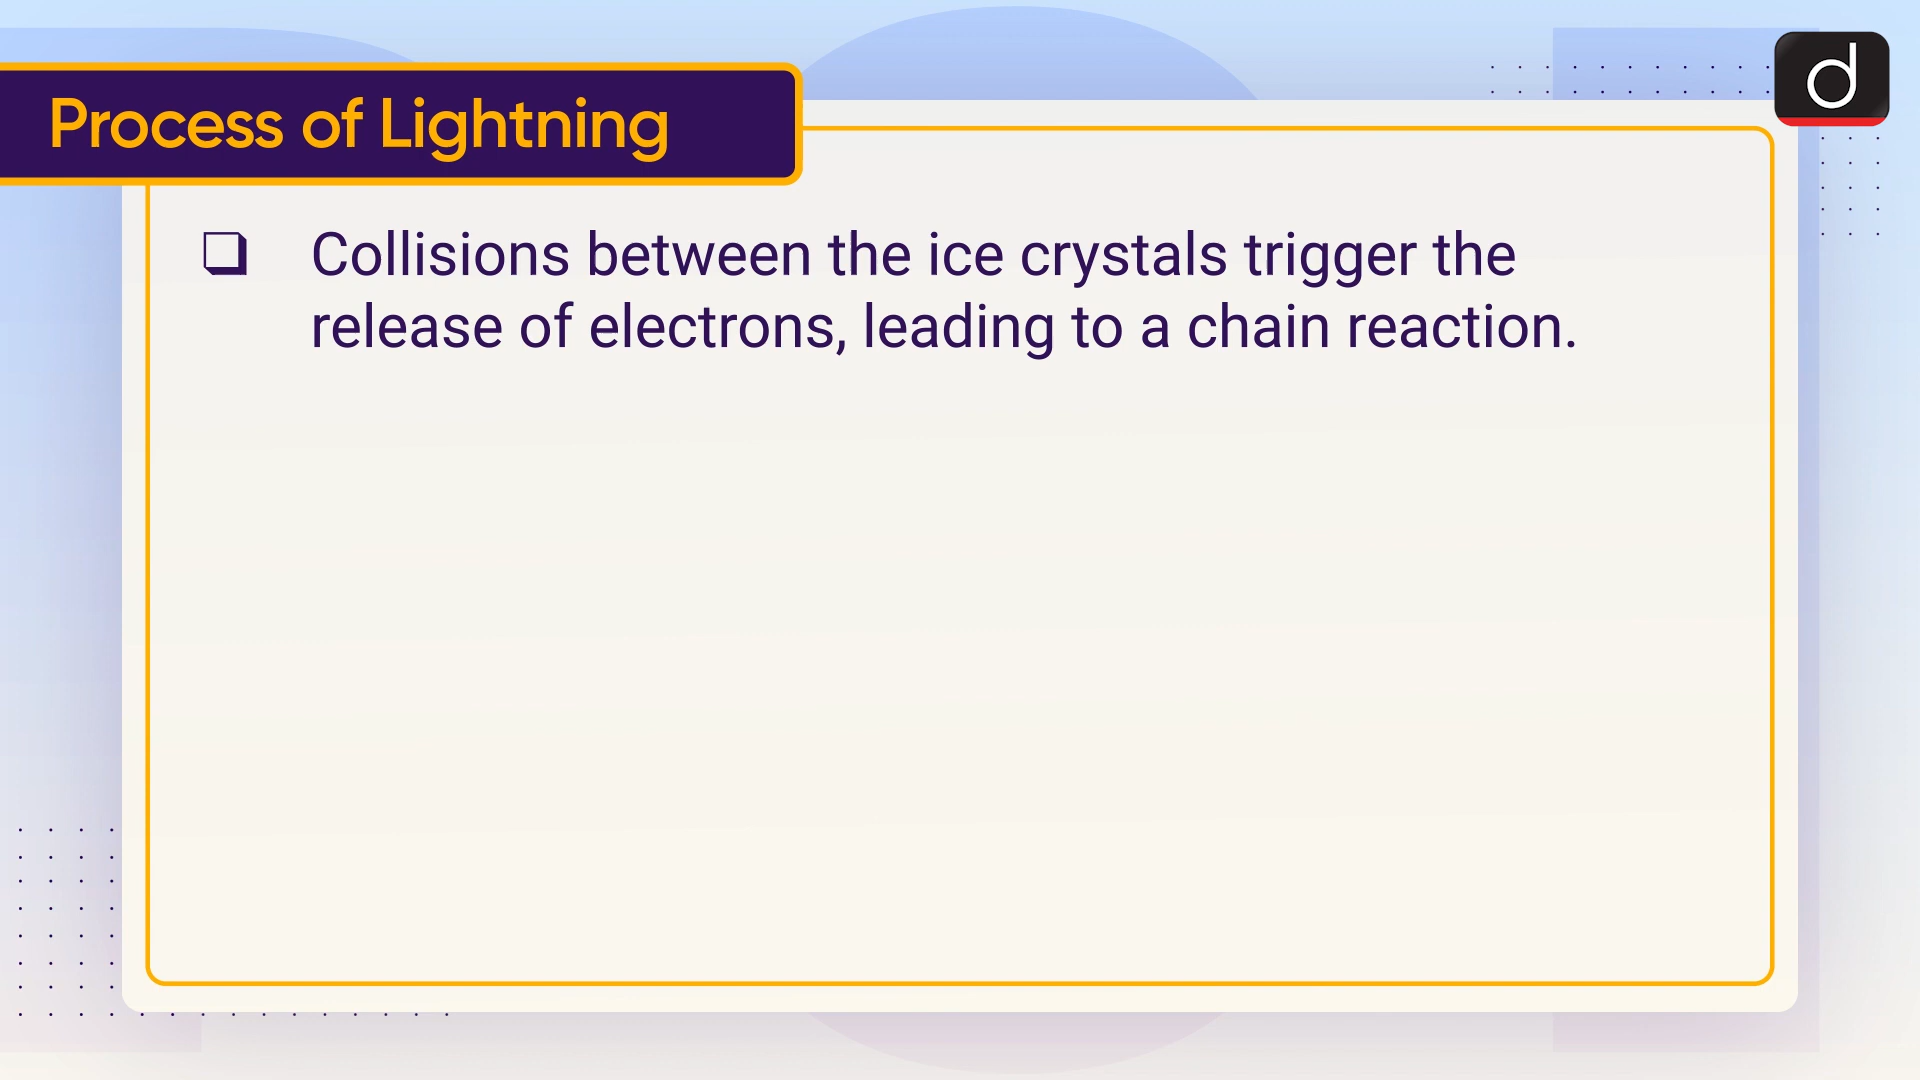 Process of Lightning
d
❑ Collisions between the ice crystals trigger the
release of electrons, leading to a chain reaction.